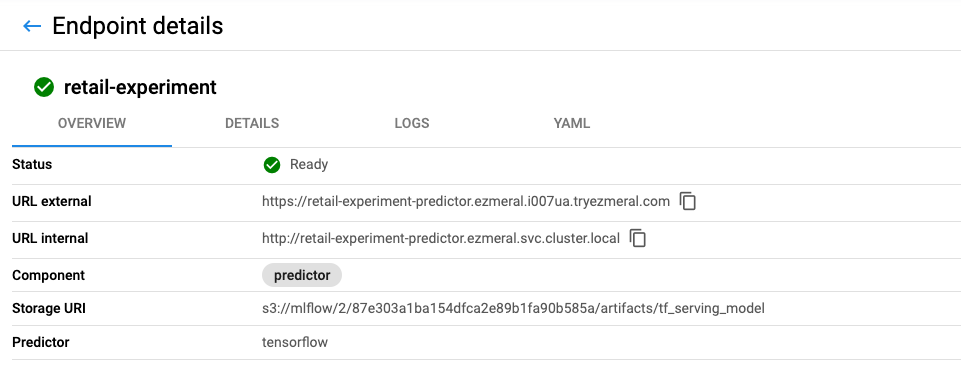 Endpoint details
retail-experiment
OVERVIEW DETAILS LOGS YAML
Status Ready
URL external https://retail-experiment-predictor.ezmeral.i007ua.tryezmeral.com
URL internal http://retail-experiment-predictor.ezmeral.svc.cluster.local
Component predictor
Storage URI s3://mlflow/2/87e303a1ba154dfca2e89b1fa90b585a/artifacts/tf_serving_model
Predictor tensorflow